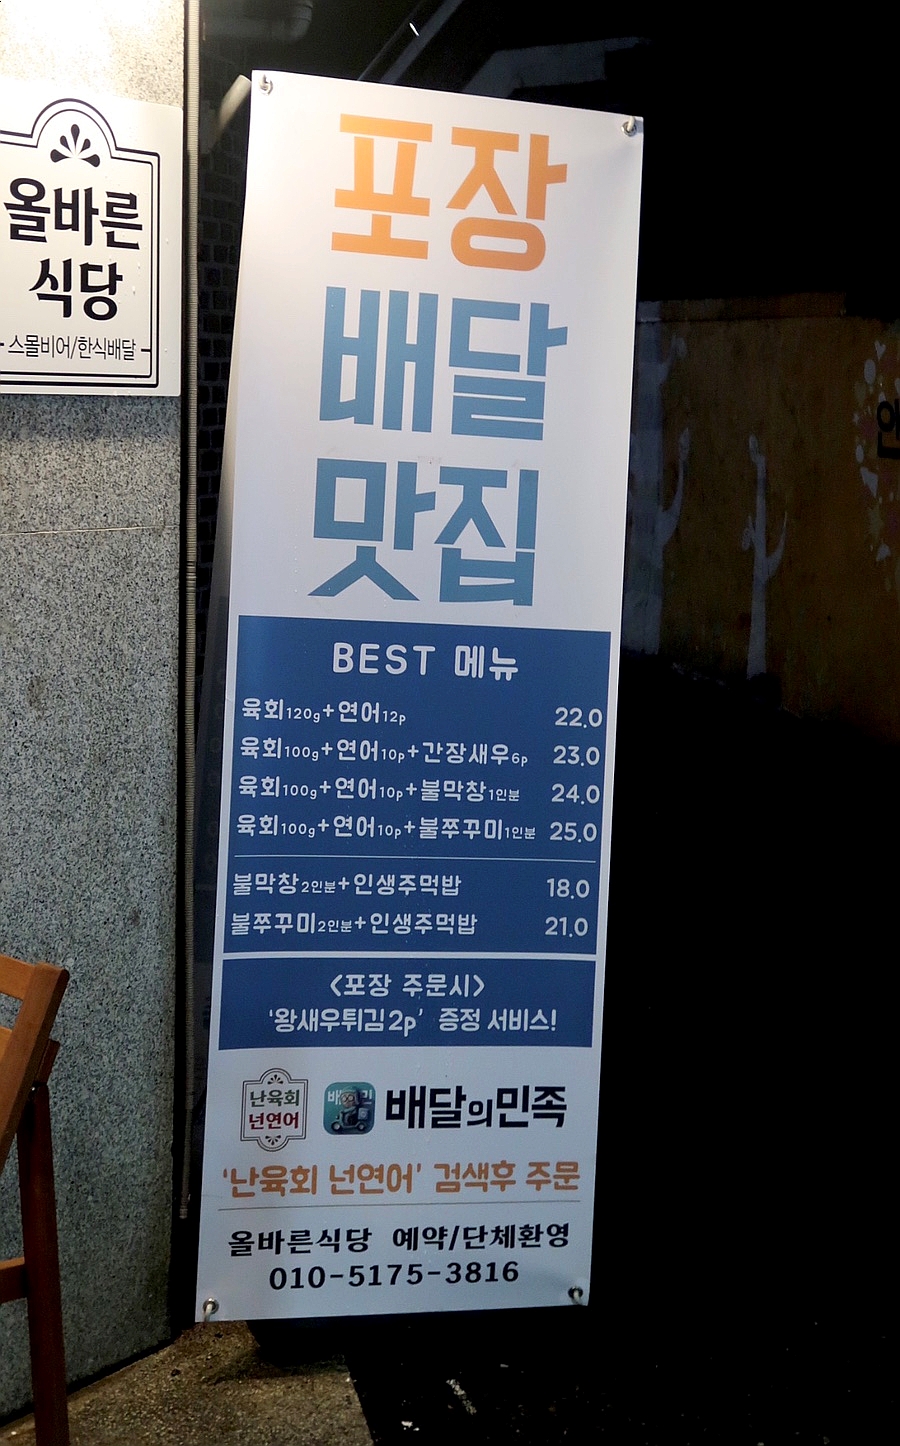 올바른
식당
스몰비어/한식배달
포장
배달
맛집
BEST 메뉴
육회120g+연어12p 22.0
육회100g+연어10p+간장새우6p 23.0
육회100g+연어10p+불막창1인분 24.0
육회100g+연어10p+불쭈꾸미1인분 25.0
불막창2인분+인생주먹밥 18.0
불쭈꾸미2인분+인생주먹밥 21.0
<포장 주문시>
'왕새우튀김2p' 증정 서비스!
난육회
넌연어
배달의민족
'난육회 넌연어' 검색후 주문
올바른식당 예약/단체환영
010-5175-3816